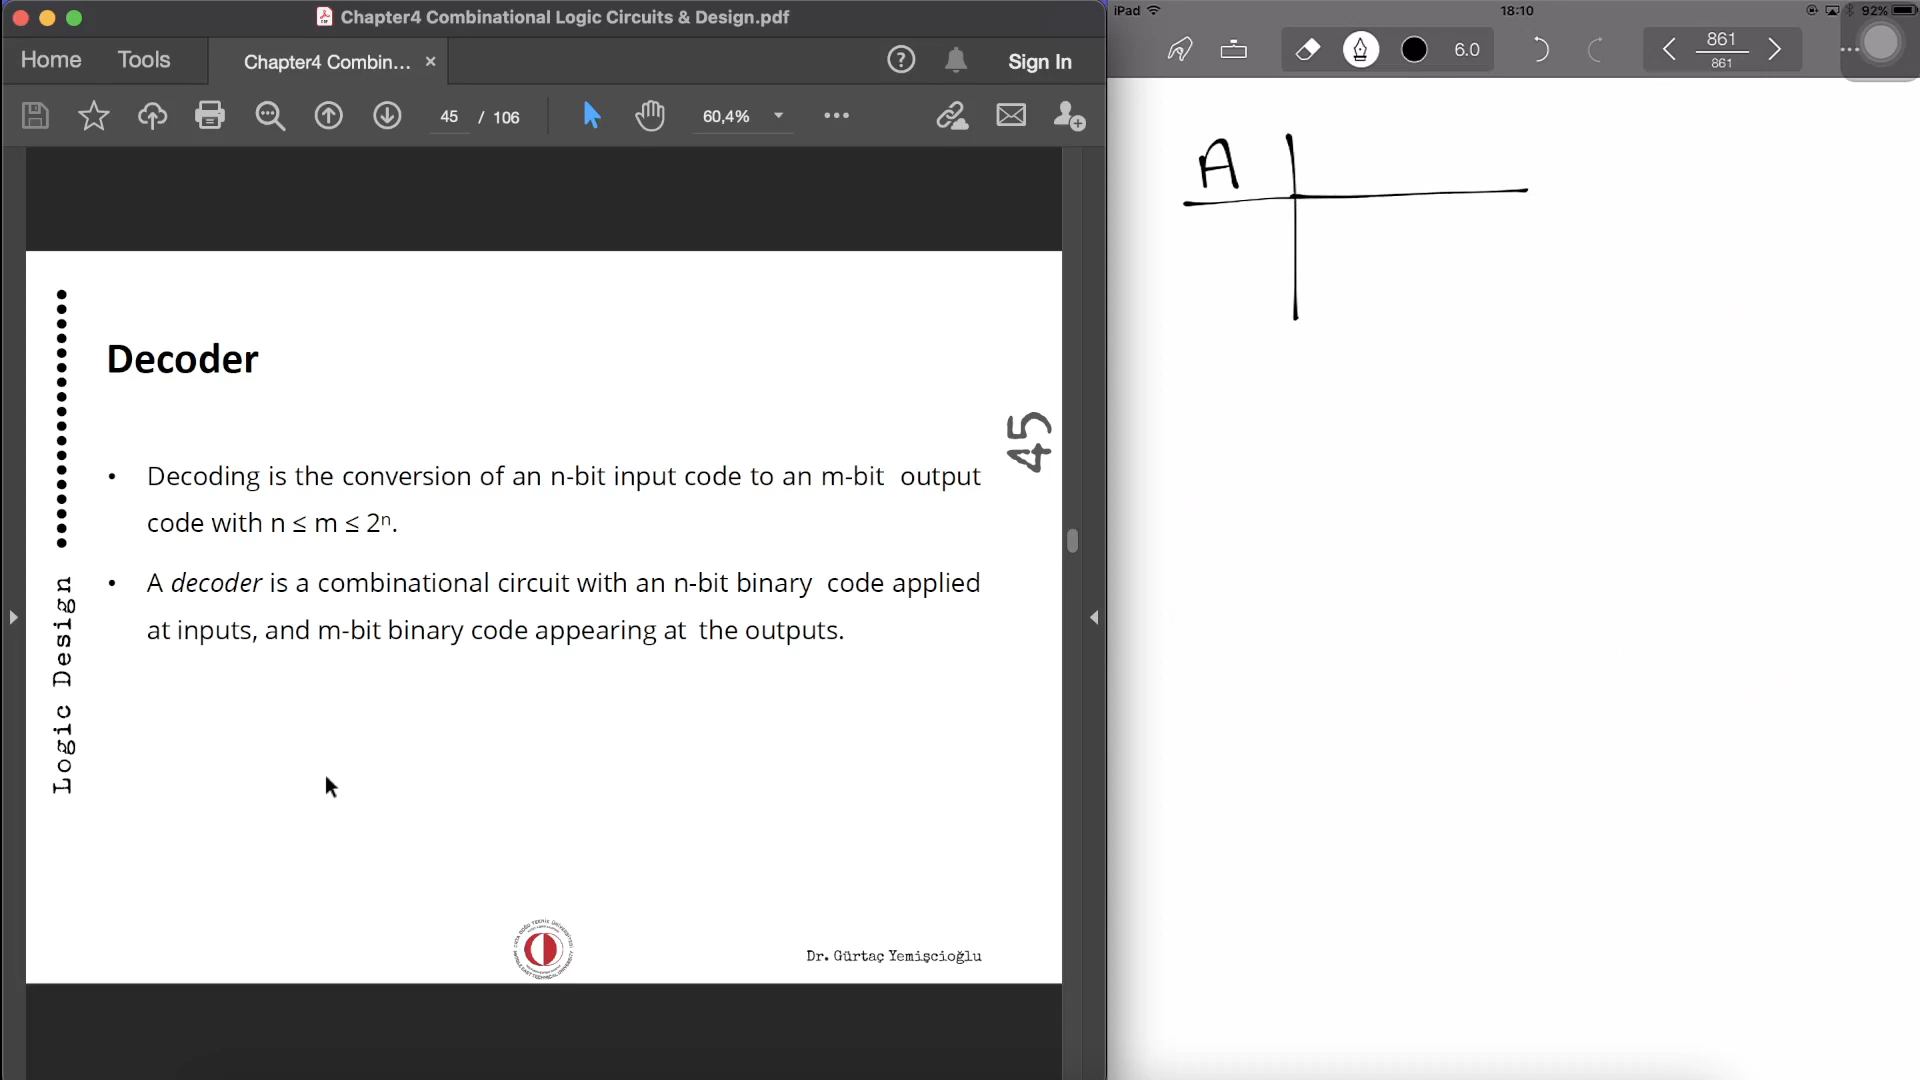 Chapter4 Combinational Logic Circuits & Design.pdf
Home
Tools
Chapter4 Combin... ×
?
Sign In
45 / 106
60,4%
Decoder
• Decoding is the conversion of an n-bit input code to an m-bit output
code with n ≤ m ≤ 2ⁿ.
• A decoder is a combinational circuit with an n-bit binary code applied
at inputs, and m-bit binary code appearing at the outputs.
45
Logic Design
Dr. Gürtaç Yemişcioğlu
iPad
18:10
92%
6.0
861
861
A